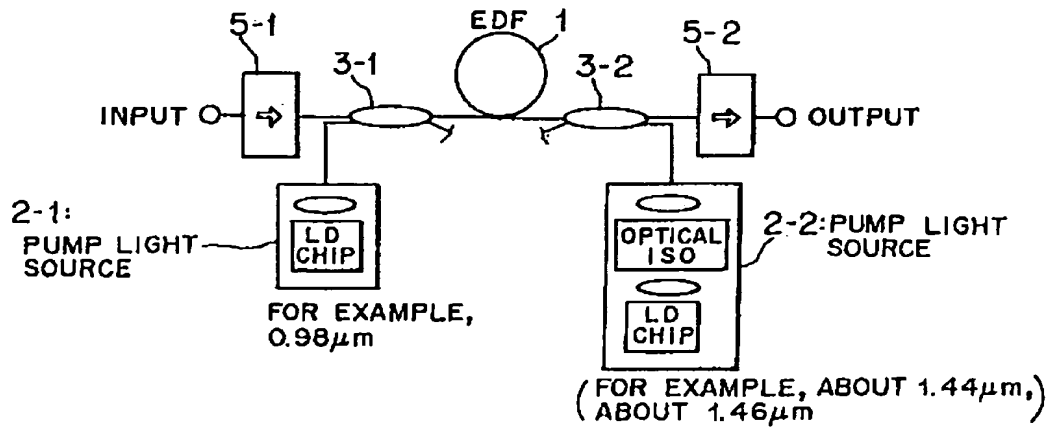 EDF 1
5-1
5-2
3-1
3-2
INPUT
⇨
⇨
OUTPUT
2-1:
PUMP LIGHT
SOURCE
LD
CHIP
FOR EXAMPLE,
0.98μm
OPTICAL
ISO
LD
CHIP
2-2:PUMP LIGHT
SOURCE
(FOR EXAMPLE, ABOUT 1.44μm,
ABOUT 1.46μm)